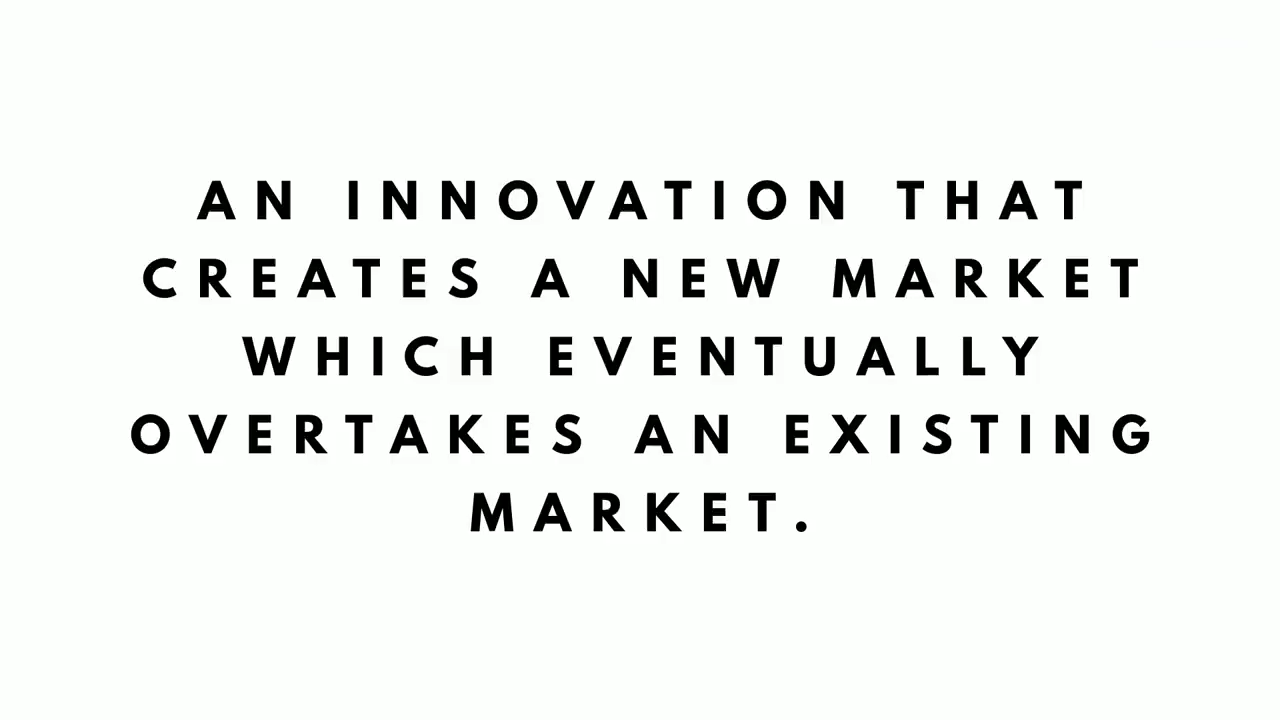 AN INNOVATION THAT
CREATES A NEW MARKET
WHICH EVENTUALLY
OVERTAKES AN EXISTING
MARKET.